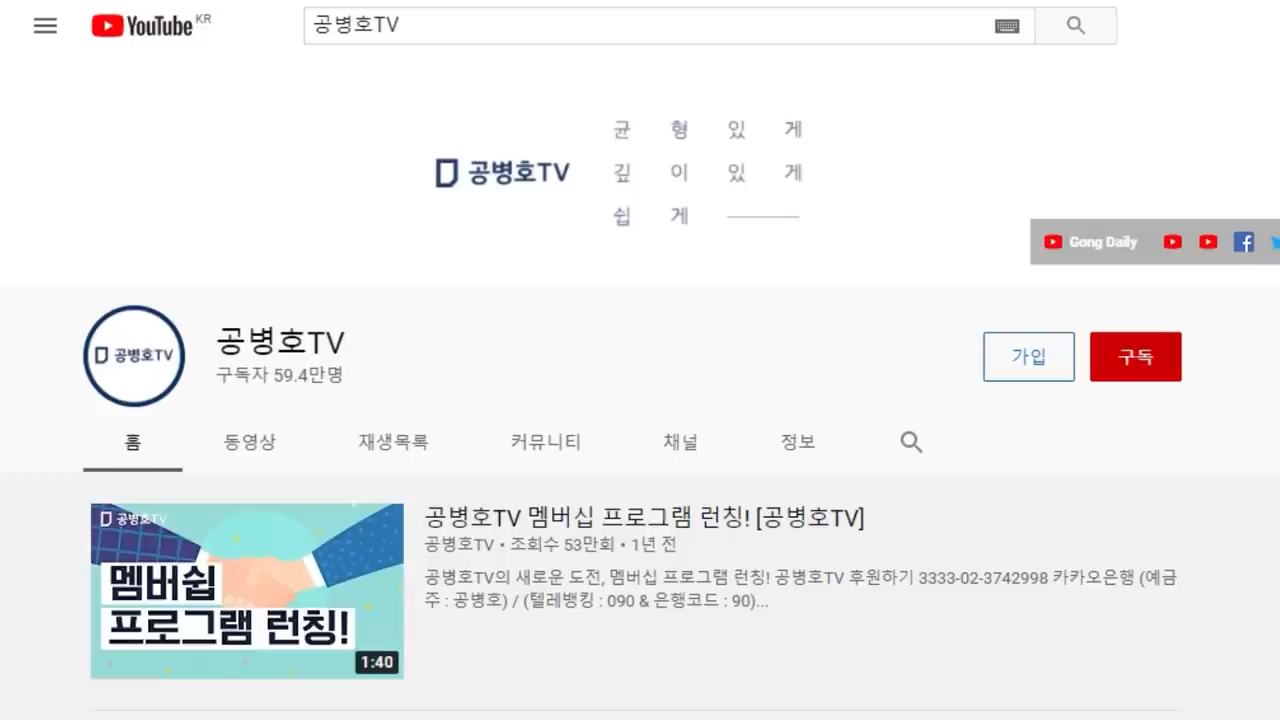 YouTube KR
공병호TV
균 형 있 게
공병호TV
깊 이 있 게
쉽 게
Gong Daily
공병호TV
공병호TV
구독자 59.4만명
가입
구독
홈
동영상
재생목록
커뮤니티
채널
정보
공병호TV
멤버쉽
프로그램 런칭!
1:40
공병호TV 멤버십 프로그램 런칭! [공병호TV]
공병호TV • 조회수 53만회 • 1년 전
공병호TV의 새로운 도전, 멤버십 프로그램 런칭! 공병호TV 후원하기 3333-02-3742998 카카오은행 (예금
주 : 공병호) / (텔레뱅킹 : 090 & 은행코드 : 90)...